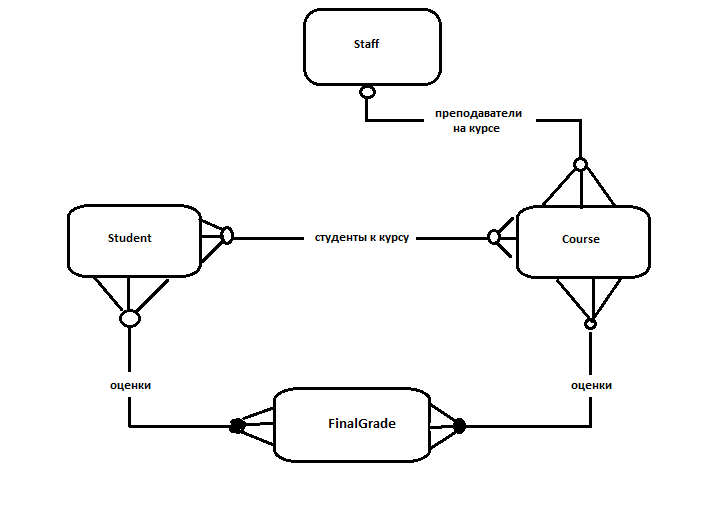 Staff
преподаватели
на курсе
Student
студенты к курсу
Course
оценки
оценки
FinalGrade